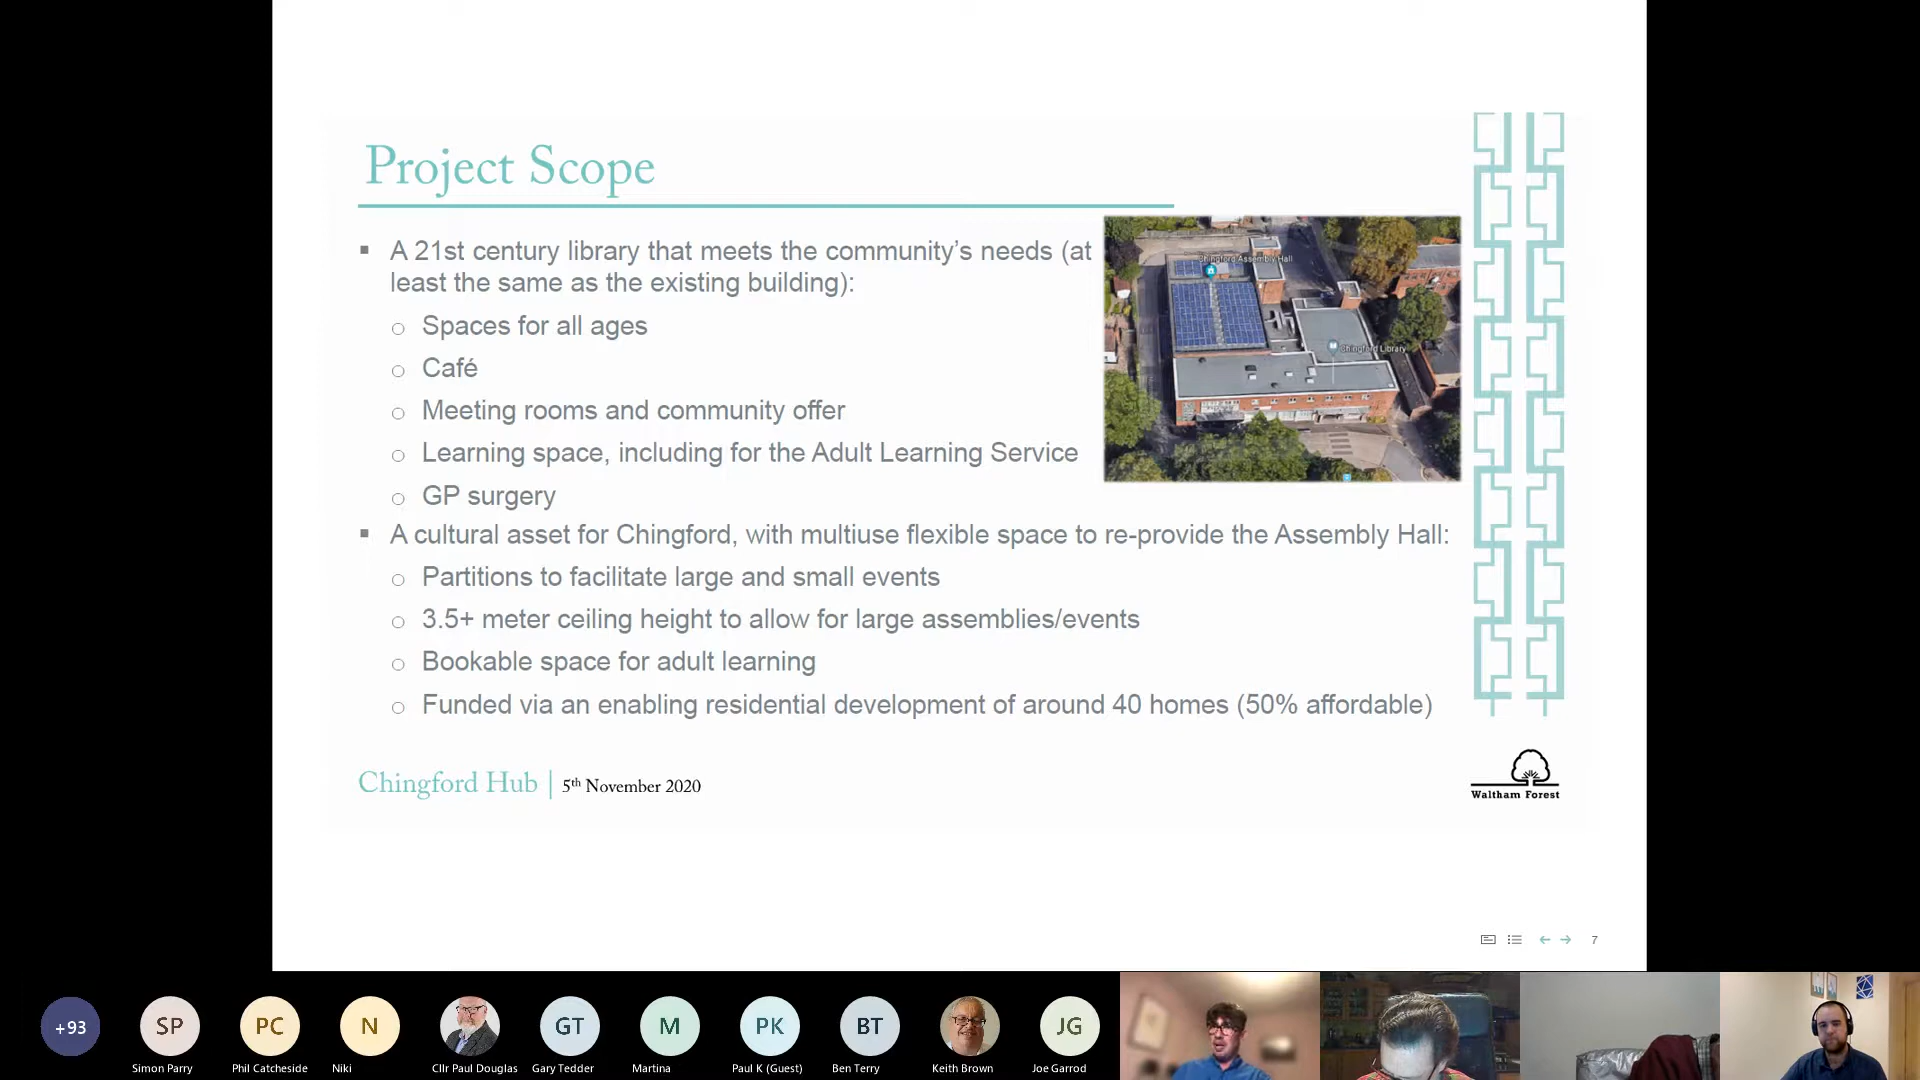 Project Scope
A 21st century library that meets the community’s needs (at
least the same as the existing building):
Spaces for all ages
Café
Meeting rooms and community offer
Learning space, including for the Adult Learning Service
GP surgery
Chingford Assembly Hall
Chingford Library
A cultural asset for Chingford, with multiuse flexible space to re-provide the Assembly Hall:
Partitions to facilitate large and small events
3.5+ meter ceiling height to allow for large assemblies/events
Bookable space for adult learning
Funded via an enabling residential development of around 40 homes (50% affordable)
Chingford Hub | 5th November 2020
Waltham Forest
7
+93
SP
PC
N
GT
M
PK
BT
JG
Simon Parry
Phil Catcheside
Niki
Cllr Paul Douglas
Gary Tedder
Martina
Paul K (Guest)
Ben Terry
Keith Brown
Joe Garrod